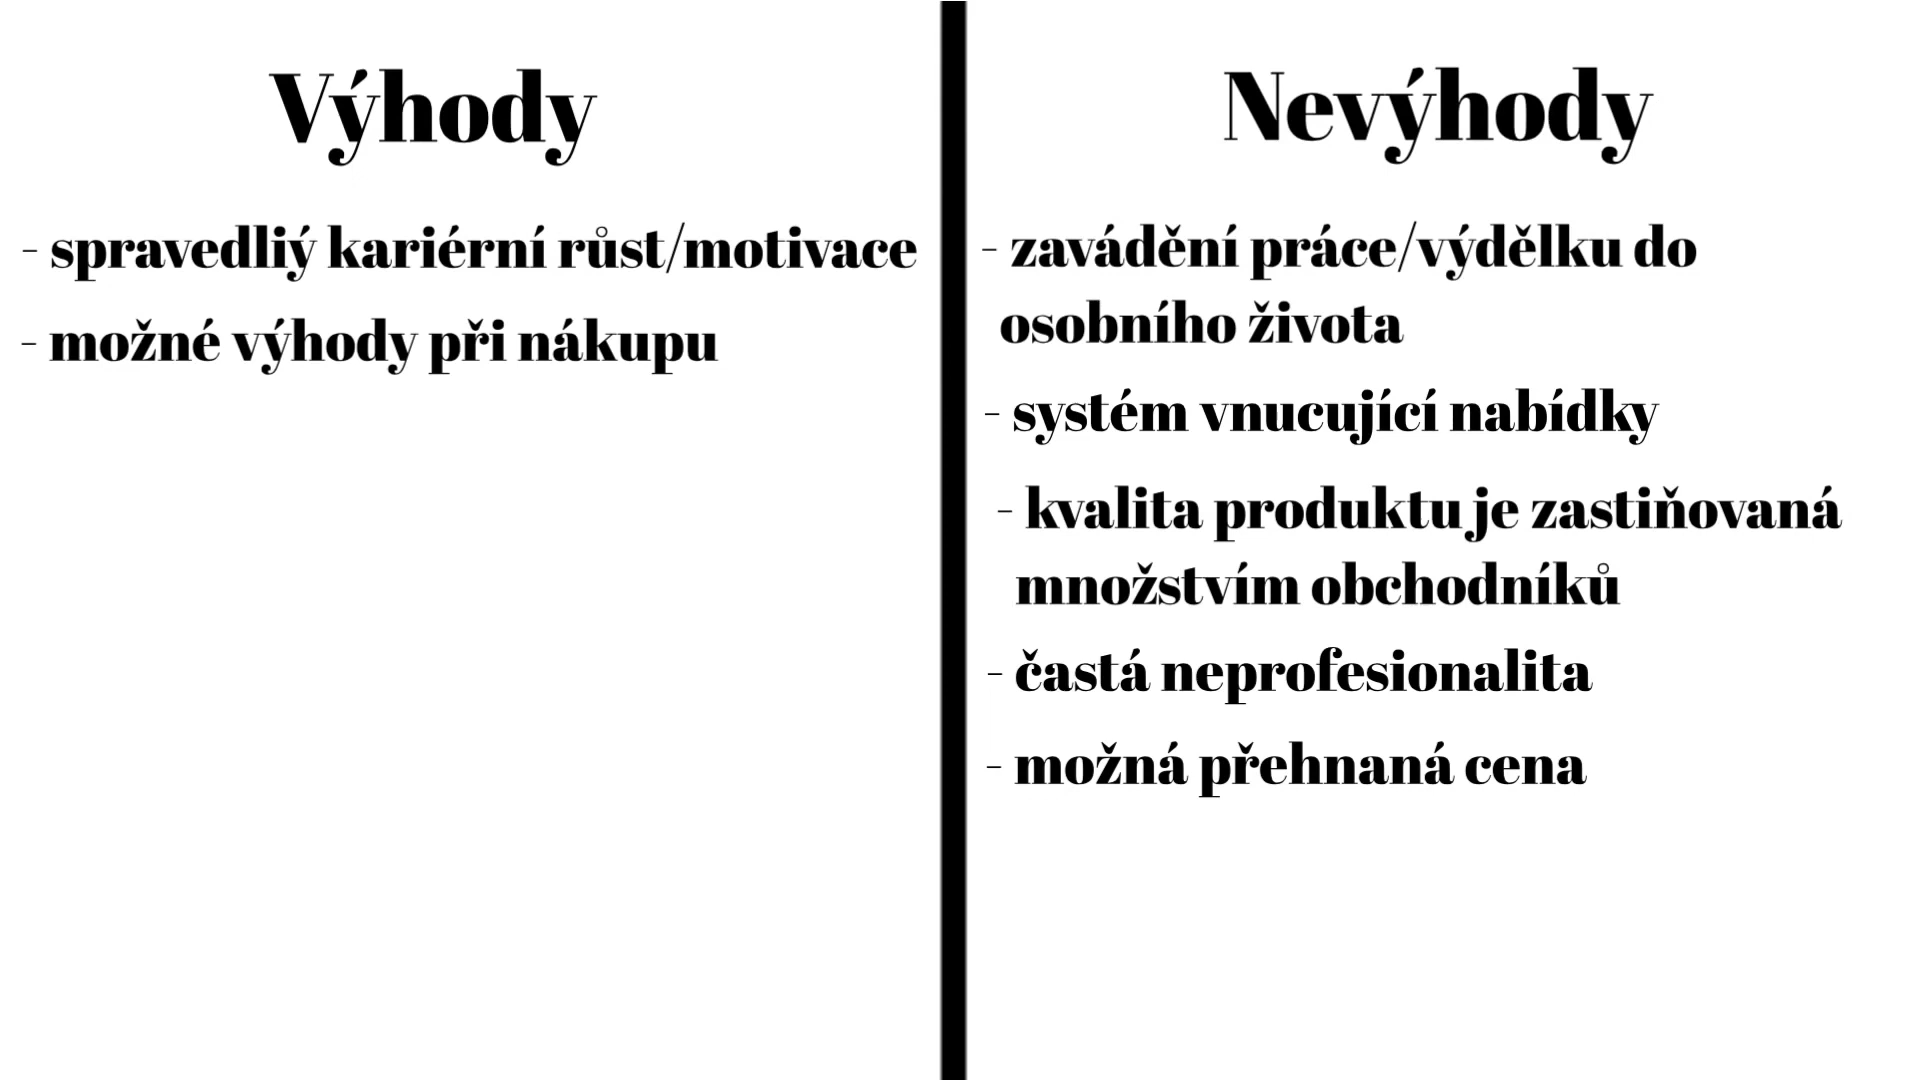 Výhody
- spravedliý kariérní růst/motivace
- možné výhody při nákupu
Nevýhody
- zavádění práce/výdělku do
osobního života
- systém vnucující nabídky
- kvalita produktu je zastiňovaná
množstvím obchodníků
- častá neprofesionalita
- možná přehnaná cena